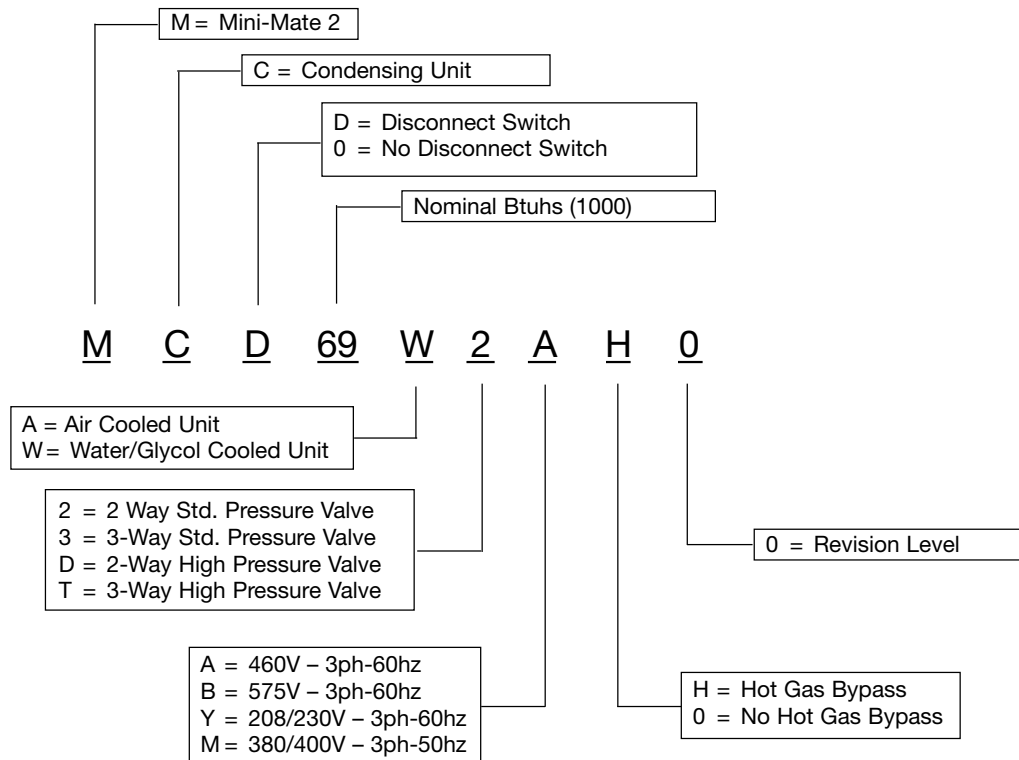 M = Mini-Mate 2
C = Condensing Unit
D = Disconnect Switch
0 = No Disconnect Switch
Nominal Btuhs (1000)
M C D 69 W 2 A H 0
A = Air Cooled Unit
W = Water/Glycol Cooled Unit
2 = 2 Way Std. Pressure Valve
3 = 3-Way Std. Pressure Valve
D = 2-Way High Pressure Valve
T = 3-Way High Pressure Valve
0 = Revision Level
A = 460V – 3ph-60hz
B = 575V – 3ph-60hz
Y = 208/230V – 3ph-60hz
M = 380/400V – 3ph-50hz
H = Hot Gas Bypass
0 = No Hot Gas Bypass